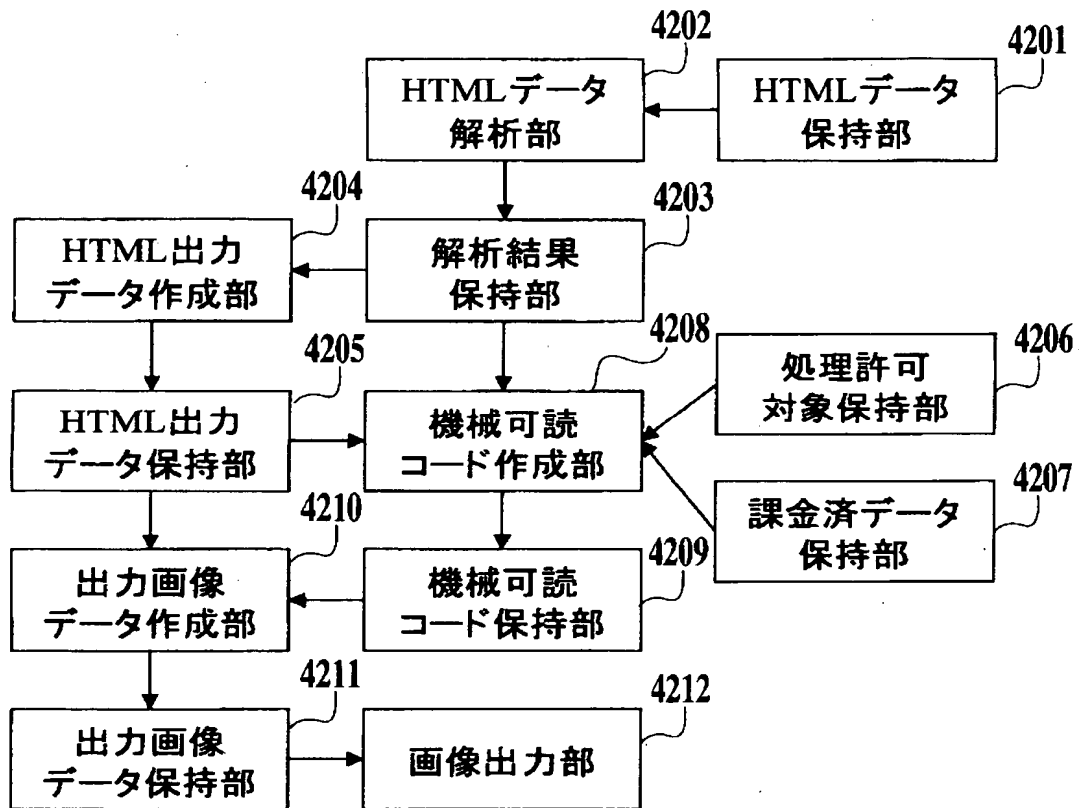 4202
HTMLデータ
解析部
4201
HTMLデータ
保持部
4204
HTML出力
データ作成部
4203
解析結果
保持部
4205
HTML出力
データ保持部
4208
機械可読
コード作成部
4206
処理許可
対象保持部
4207
課金済データ
保持部
4210
出力画像
データ作成部
4209
機械可読
コード保持部
4211
出力画像
データ保持部
4212
画像出力部